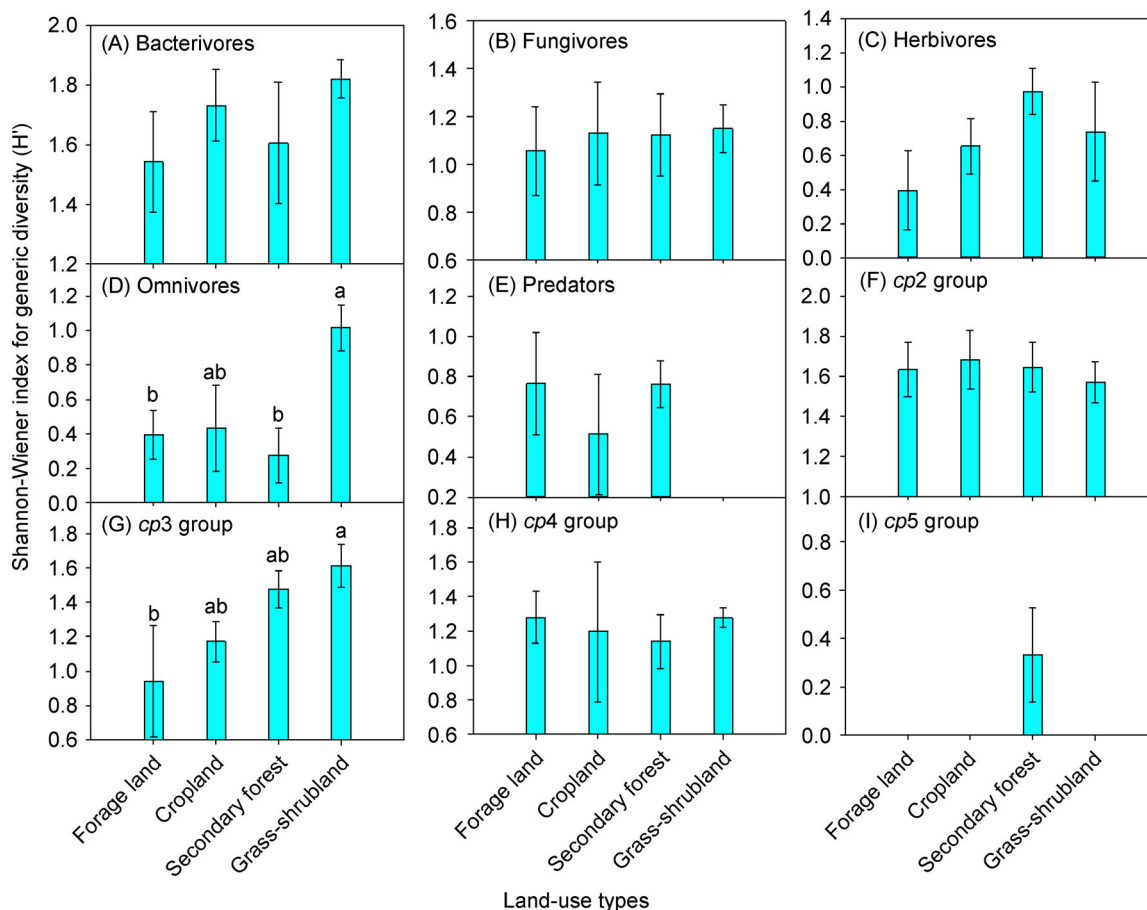 Shannon-Wiener index for generic diversity (H')
(A) Bacterivores
2.0
1.8
1.6
1.4
1.2
(B) Fungivores
1.6
1.4
1.2
1.0
0.8
0.6
(C) Herbivores
1.4
1.2
1.0
0.8
0.6
0.4
0.2
0.0
(D) Omnivores
1.2
1.0
0.8
0.6
0.4
0.2
0.0
b
ab
b
a
(E) Predators
1.2
1.0
0.8
0.6
0.4
0.2
(F) cp2 group
2.0
1.8
1.6
1.4
1.2
1.0
(G) cp3 group
1.6
1.4
1.2
1.0
0.8
0.6
b
ab
ab
a
(H) cp4 group
1.8
1.6
1.4
1.2
1.0
0.8
0.6
(I) cp5 group
0.8
0.6
0.4
0.2
0.0
Forage land
Cropland
Secondary forest
Grass-shrubland
Forage land
Cropland
Secondary forest
Grass-shrubland
Forage land
Cropland
Secondary forest
Grass-shrubland
Land-use types